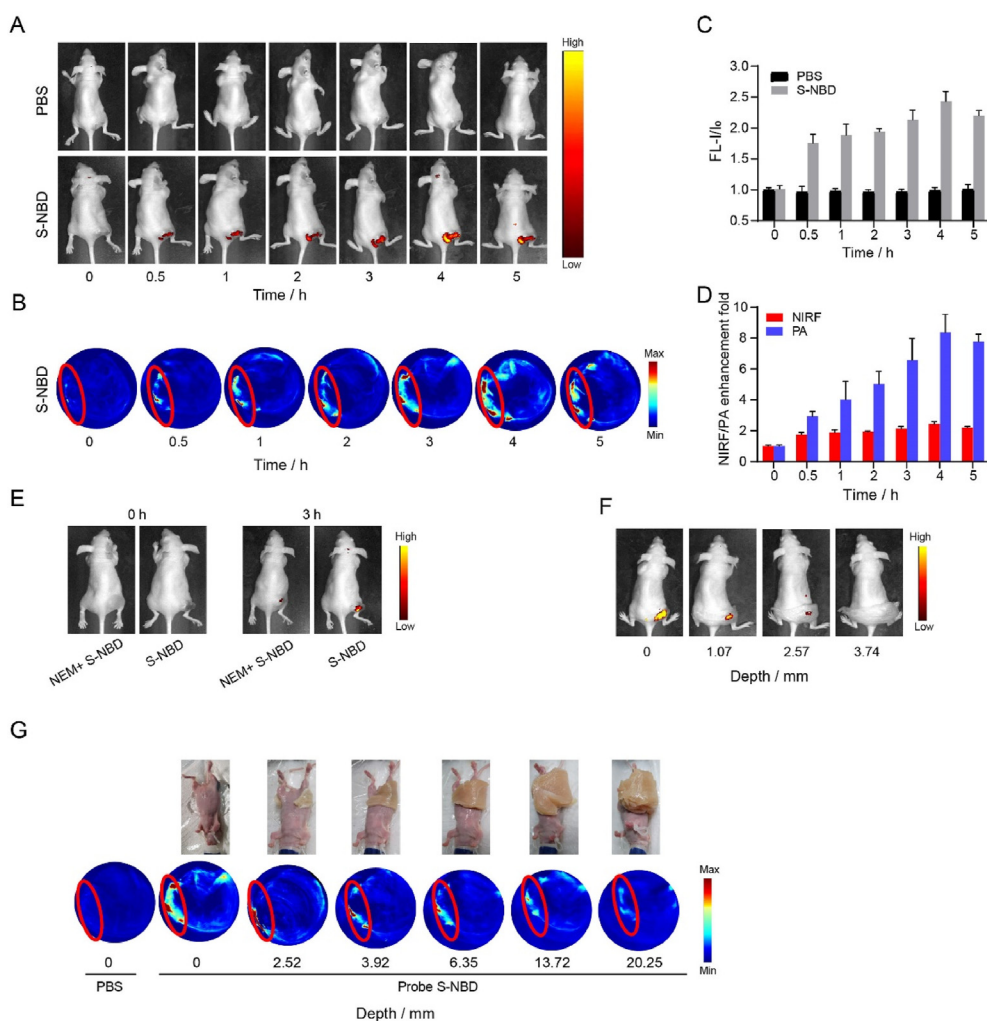 A
PBS
S-NBD
0 0.5 1 2 3 4 5
Time / h
High
Low
B
S-NBD
0 0.5 1 2 3 4 5
Time / h
Max
Min
C
FL-I/I₀
3.0
2.5
2.0
1.5
1.0
0.5
PBS
S-NBD
0 0.5 1 2 3 4 5
Time / h
D
NIRF/PA enhancement fold
10
8
6
4
2
0
NIRF
PA
0 0.5 1 2 3 4 5
Time / h
E
0 h 3 h
NEM+ S-NBD S-NBD NEM+ S-NBD S-NBD
High
Low
F
0 1.07 2.57 3.74
Depth / mm
High
Low
G
0 0 2.52 3.92 6.35 13.72 20.25
PBS Probe S-NBD
Depth / mm
Max
Min